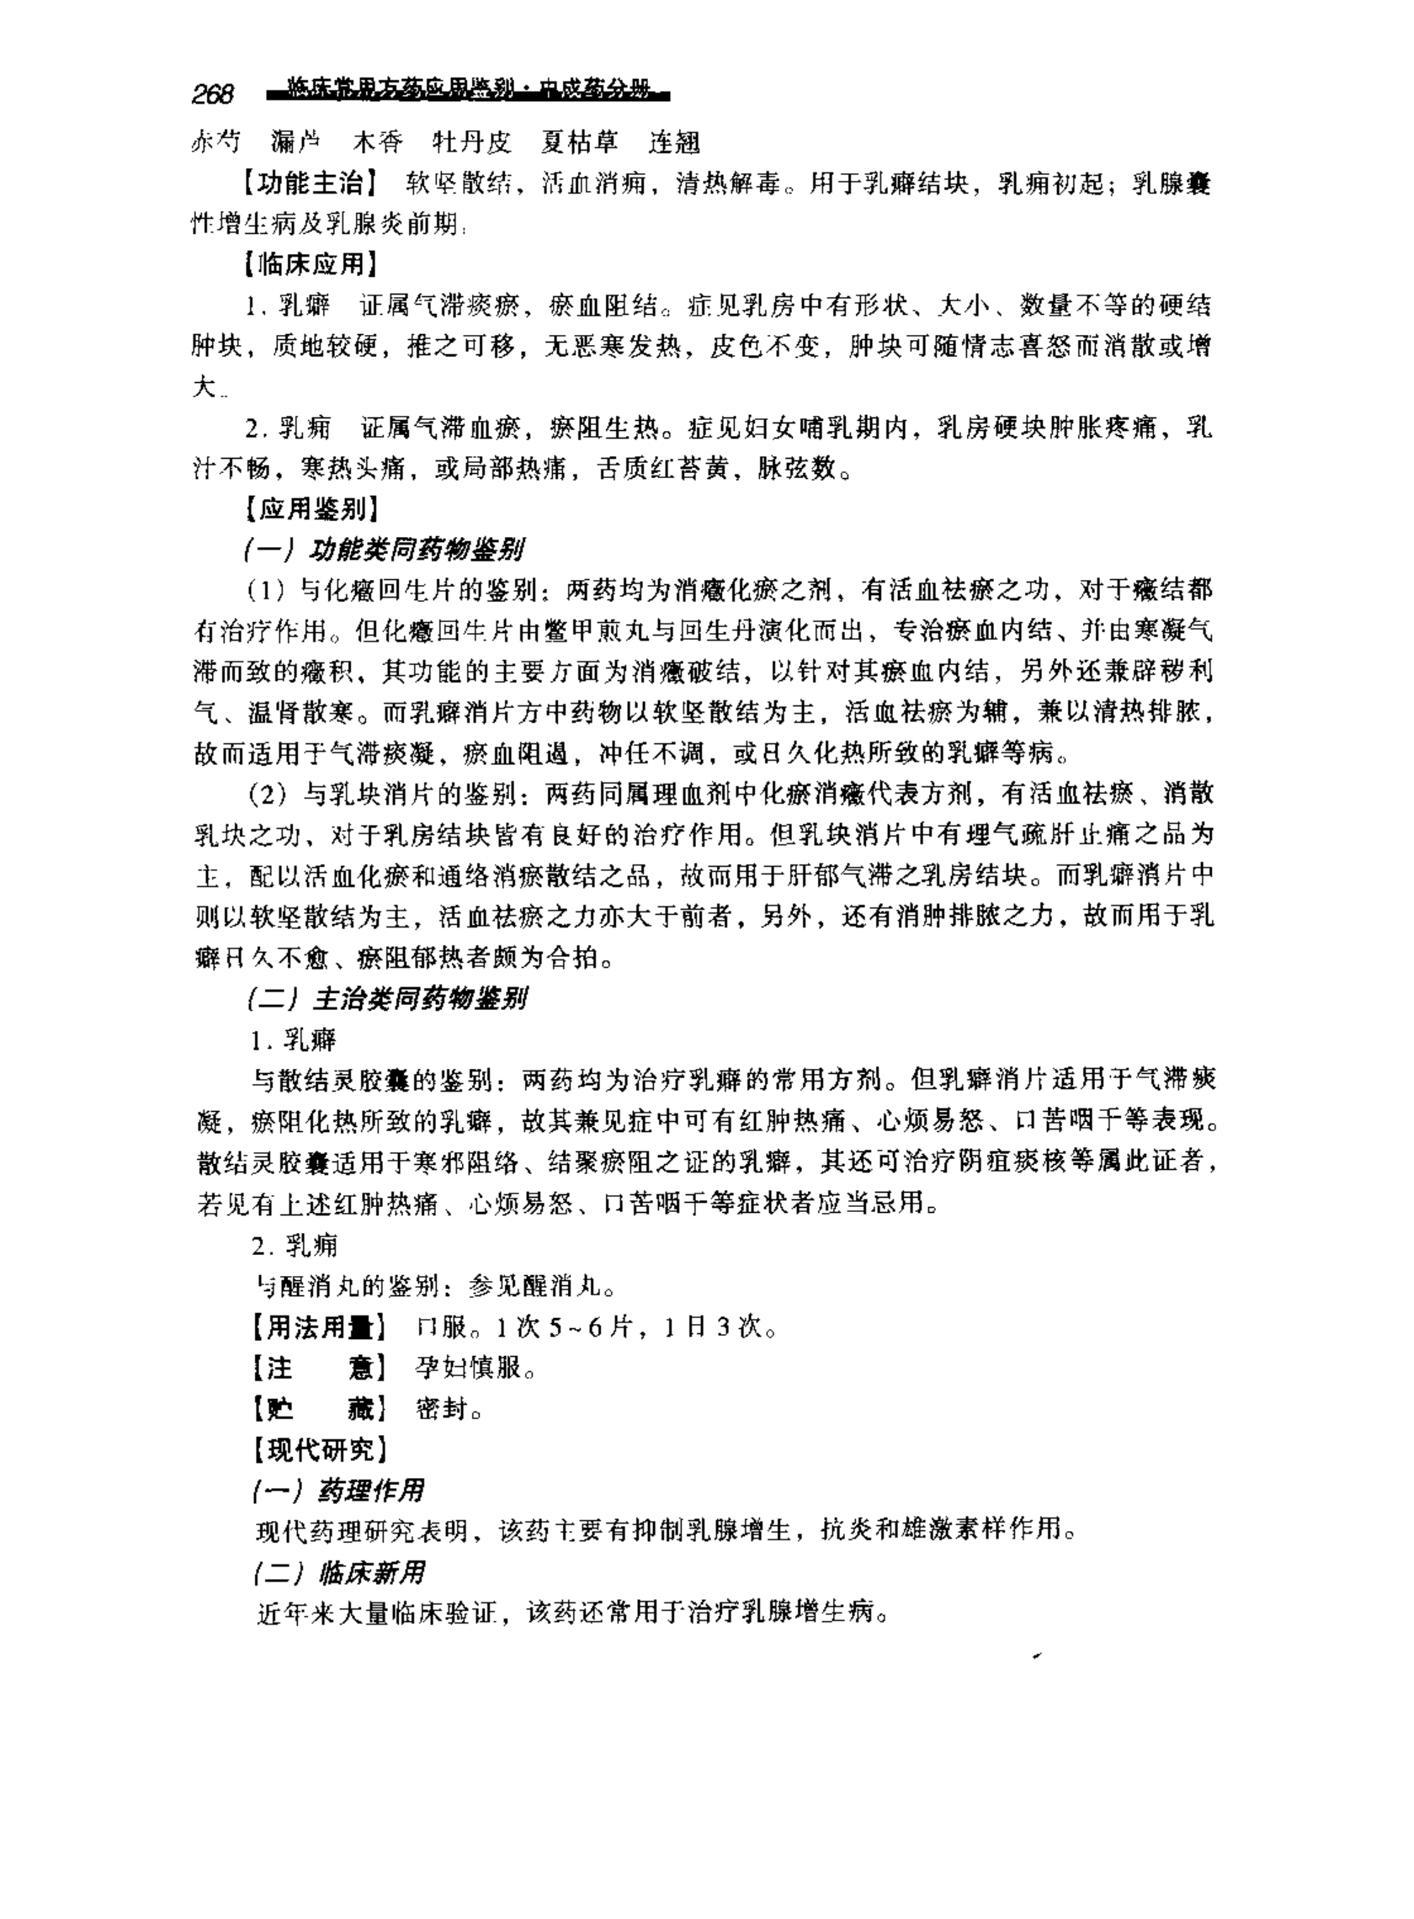 268 临床常用方药应用鉴别·中成药分册
赤芍 漏芦 木香 牡丹皮 夏枯草 连翘
【功能主治】 软坚散结，活血消痈，清热解毒。用于乳癖结块，乳痈初起；乳腺囊
性增生病及乳腺炎前期。
【临床应用】
1. 乳癖 证属气滞痰瘀，瘀血阻结。症见乳房中有形状、大小、数量不等的硬结
肿块，质地较硬，推之可移，无恶寒发热，皮色不变，肿块可随情志喜怒而消散或增
大。
2. 乳痈 证属气滞血瘀，瘀阻生热。症见妇女哺乳期内，乳房硬块肿胀疼痛，乳
汁不畅，寒热头痛，或局部热痛，舌质红苔黄，脉弦数。
【应用鉴别】
（一）功能类同药物鉴别
（1）与化癥回生片的鉴别：两药均为消癥化瘀之剂，有活血祛瘀之功，对于癥结都
有治疗作用。但化癥回生片由鳖甲煎丸与回生丹演化而出，专治瘀血内结、并由寒凝气
滞而致的癥积，其功能的主要方面为消癥破结，以针对其瘀血内结，另外还兼辟秽利
气、温肾散寒。而乳癖消片方中药物以软坚散结为主，活血祛瘀为辅，兼以清热排脓，
故而适用于气滞痰凝，瘀血阻遏，冲任不调，或日久化热所致的乳癖等病。
（2）与乳块消片的鉴别：两药同属理血剂中化瘀消癥代表方剂，有活血祛瘀、消散
乳块之功，对于乳房结块皆有良好的治疗作用。但乳块消片中有理气疏肝止痛之品为
主，配以活血化瘀和通络消瘀散结之品，故而用于肝郁气滞之乳房结块。而乳癖消片中
则以软坚散结为主，活血祛瘀之力亦大于前者，另外，还有消肿排脓之力，故而用于乳
癖日久不愈、瘀阻郁热者颇为合拍。
（二）主治类同药物鉴别
1. 乳癖
与散结灵胶囊的鉴别：两药均为治疗乳癖的常用方剂。但乳癖消片适用于气滞痰
凝，瘀阻化热所致的乳癖，故其兼见症中可有红肿热痛、心烦易怒、口苦咽干等表现。
散结灵胶囊适用于寒邪阻络、结聚瘀阻之证的乳癖，其还可治疗阴疽痰核等属此证者，
若见有上述红肿热痛、心烦易怒、口苦咽干等症状者应当忌用。
2. 乳痈
与醒消丸的鉴别：参见醒消丸。
【用法用量】 口服。1次5~6片，1日3次。
【注　　意】 孕妇慎服。
【贮　　藏】 密封。
【现代研究】
（一）药理作用
现代药理研究表明，该药主要有抑制乳腺增生，抗炎和雄激素样作用。
（二）临床新用
近年来大量临床验证，该药还常用于治疗乳腺增生病。